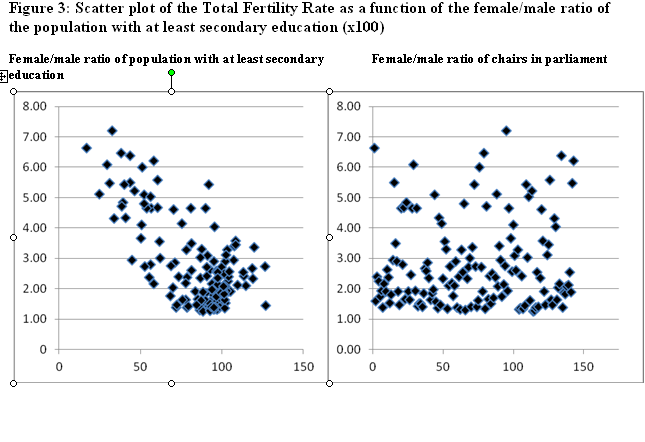 Figure 3: Scatter plot of the Total Fertility Rate as a function of the female/male ratio of
the population with at least secondary education (x100)
Female/male ratio of population with at least secondary
education
Female/male ratio of chairs in parliament
8.00
7.00
6.00
5.00
4.00
3.00
2.00
1.00
0
0 50 100 150
8.00
7.00
6.00
5.00
4.00
3.00
2.00
1.00
0.00
0 50 100 150